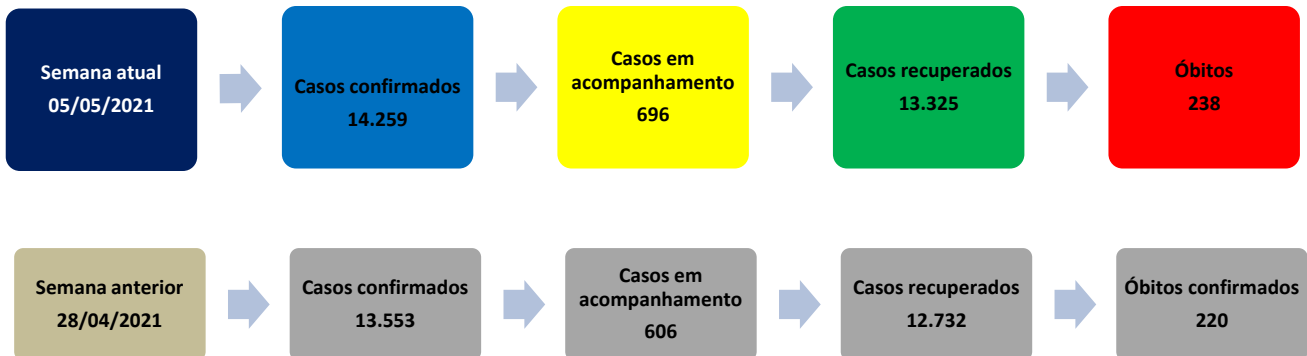 Semana atual
05/05/2021
Casos confirmados
14.259
Casos em
acompanhamento
696
Casos recuperados
13.325
Óbitos
238
Semana anterior
28/04/2021
Casos confirmados
13.553
Casos em
acompanhamento
606
Casos recuperados
12.732
Óbitos confirmados
220